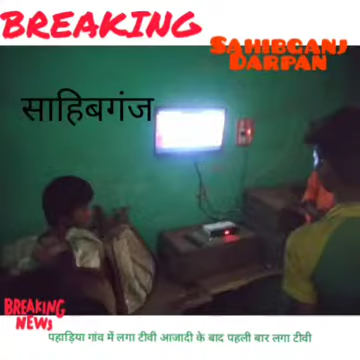 BREAKING
SAHIBGANJ
DARPAN
साहिबगंज
BREAKING
NEWS
पहाड़िया गांव में लगा टीवी आजादी के बाद पहली बार लगा टीवी